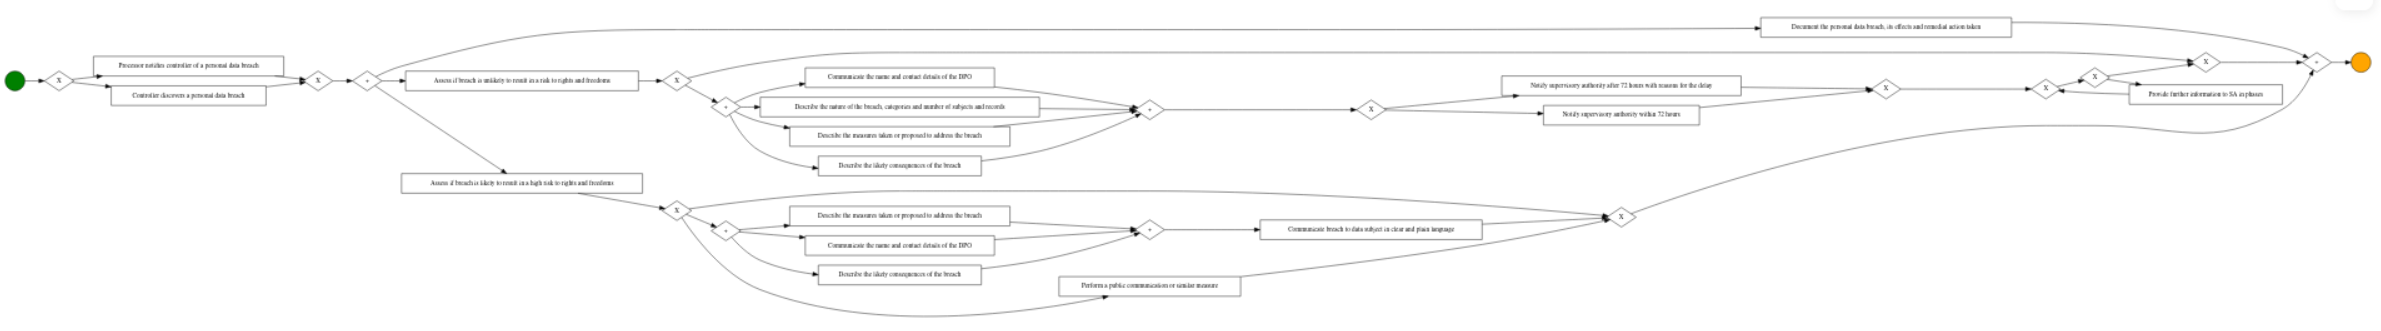 Document the personal data breach, its effects and remedial action taken
Processor notifies controller of a personal data breach
X
X
+
Controller discovers a personal data breach
Assess if breach is unlikely to result in a risk to rights and freedoms
X
+
Communicate the name and contact details of the DPO
Describe the nature of the breach, categories and number of subjects and records
Describe the measures taken or proposed to address the breach
Describe the likely consequences of the breach
+
X
Notify supervisory authority after 72 hours with reasons for the delay
Notify supervisory authority within 72 hours
X
X
X
Provide further information to SA in phases
X
+
Assess if breach is likely to result in a high risk to rights and freedoms
X
+
Describe the measures taken or proposed to address the breach
Communicate the name and contact details of the DPO
Describe the likely consequences of the breach
+
Communicate breach to data subject in clear and plain language
X
Perform a public communication or similar measure